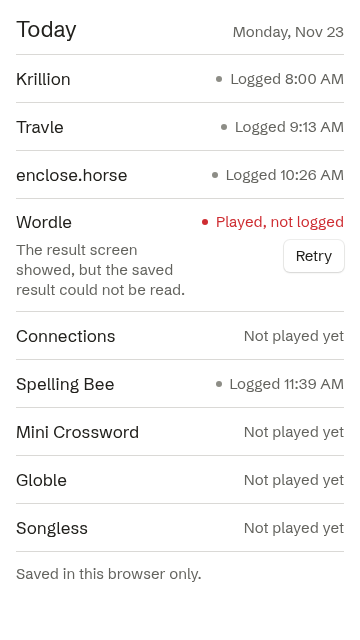 Today
Monday, Nov 23
Krillion
Logged 8:00 AM
Travle
Logged 9:13 AM
enclose.horse
Logged 10:26 AM
Wordle
Played, not logged
The result screen
showed, but the saved
result could not be read.
Retry
Connections
Not played yet
Spelling Bee
Logged 11:39 AM
Mini Crossword
Not played yet
Globle
Not played yet
Songless
Not played yet
Saved in this browser only.